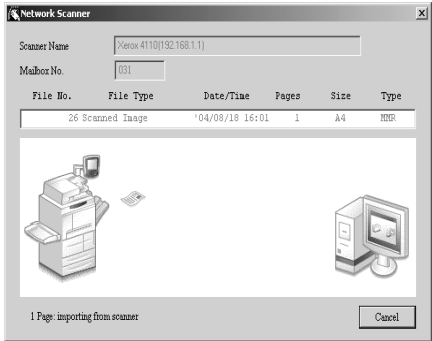 Network Scanner
Scanner Name Xerox 4110(192.168.1.1)
Mailbox No. 031
File No. File Type Date/Time Pages Size Type
26 Scanned Image '04/08/18 16:01 1 A4 MMR
1 Page: importing from scanner
Cancel